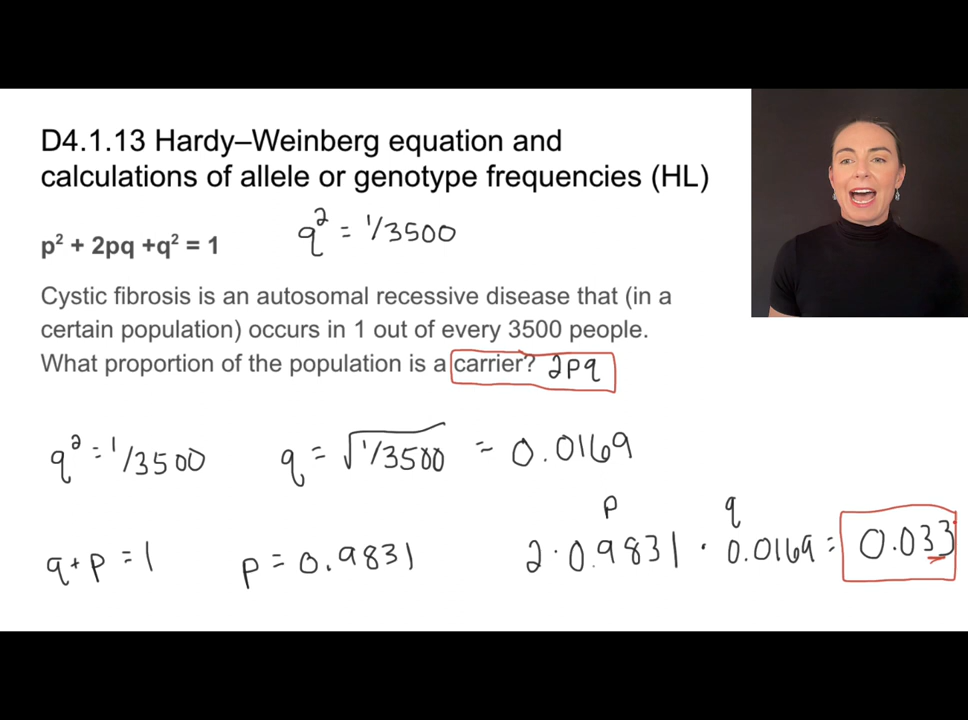 D4.1.13 Hardy–Weinberg equation and
calculations of allele or genotype frequencies (HL)
p² + 2pq +q² = 1
q² = 1/3500
Cystic fibrosis is an autosomal recessive disease that (in a
certain population) occurs in 1 out of every 3500 people.
What proportion of the population is a carrier? 2pq
q² = 1/3500
q = √1/3500 = 0.0169
p q
q + p = 1
p = 0.9831
2 · 0.9831 · 0.0169 = 0.033